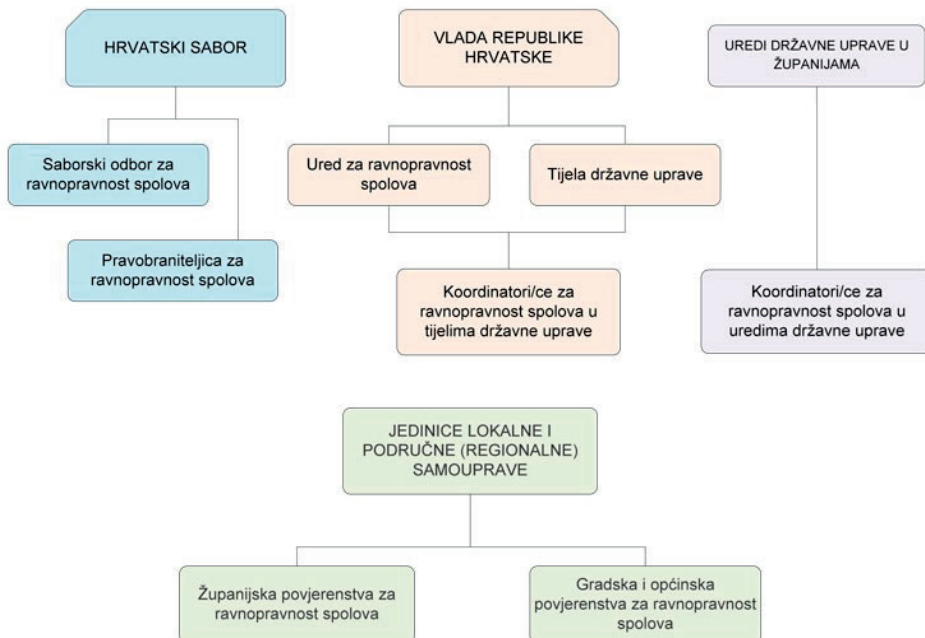 HRVATSKI SABOR
VLADA REPUBLIKE
HRVATSKE
UREDI DRŽAVNE UPRAVE U
ŽUPANIJAMA
Saborski odbor za
ravnopravnost spolova
Ured za ravnopravnost
spolova
Tijela državne uprave
Pravobraniteljica za
ravnopravnost spolova
Koordinatori/ce za
ravnopravnost spolova u
tijelima državne uprave
Koordinatori/ce za
ravnopravnost spolova u
uredima državne uprave
JEDINICE LOKALNE I
PODRUČNE (REGIONALNE)
SAMOUPRAVE
Županijska povjerenstva za
ravnopravnost spolova
Gradska i općinska
povjerenstva za ravnopravnost
spolova